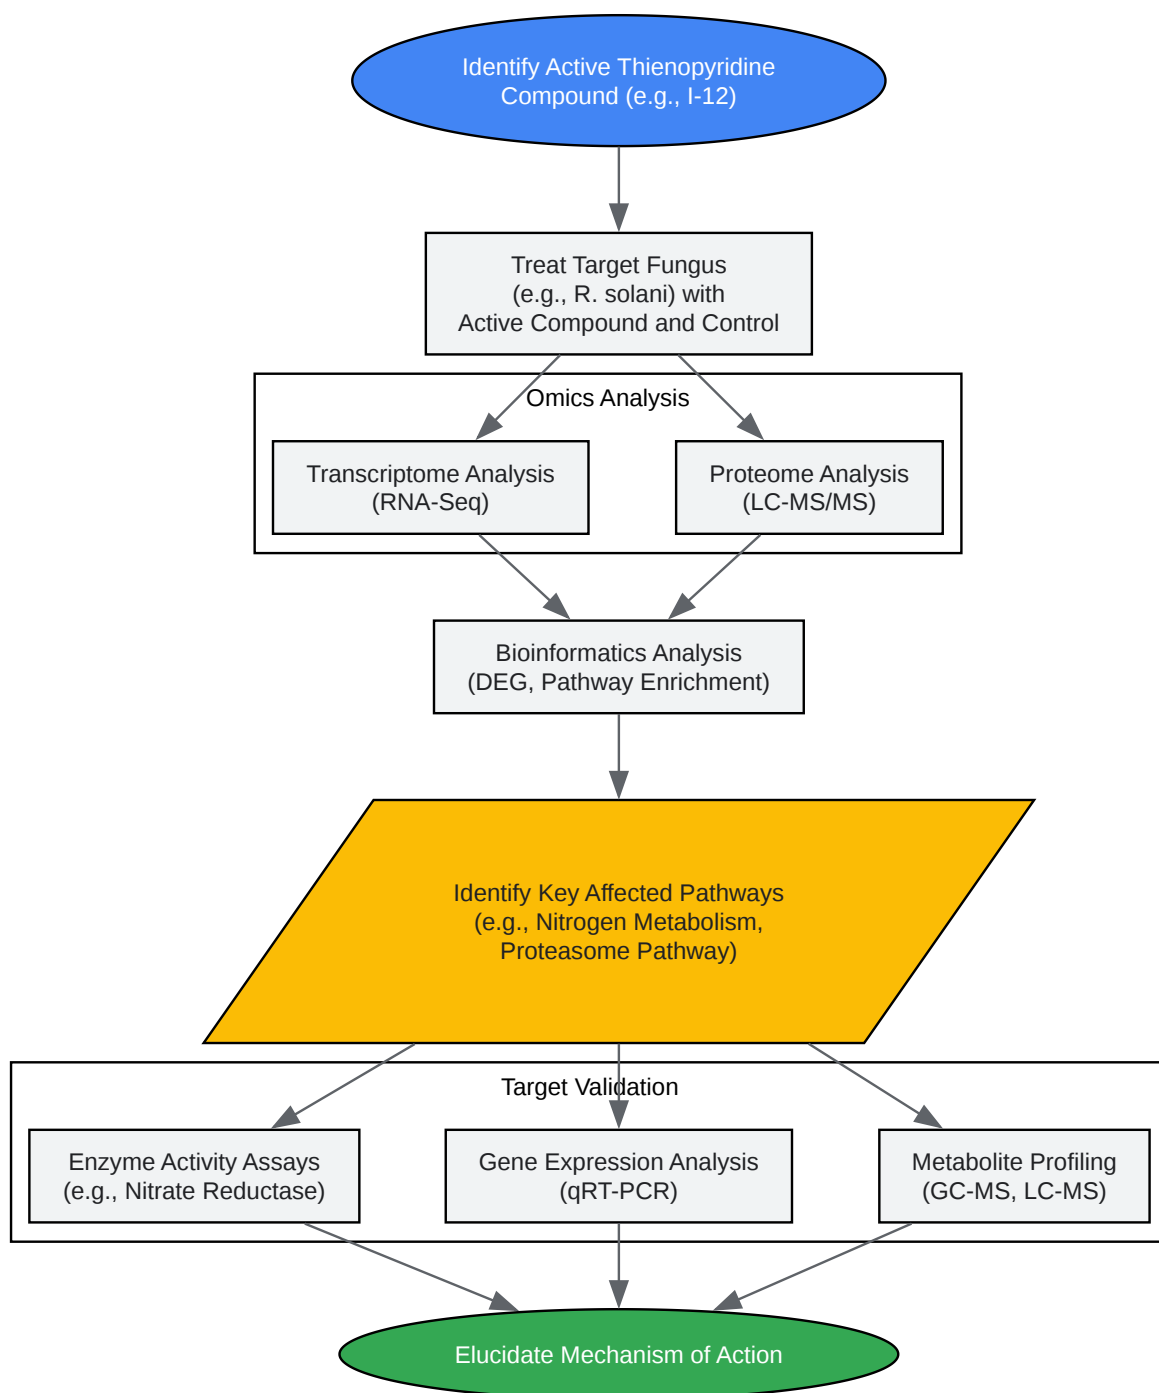 Identify Active Thienopyridine
Compound (e.g., I-12)
Treat Target Fungus
(e.g., R. solani) with
Active Compound and Control
Omics Analysis
Transcriptome Analysis
(RNA-Seq)
Proteome Analysis
(LC-MS/MS)
Bioinformatics Analysis
(DEG, Pathway Enrichment)
Identify Key Affected Pathways
(e.g., Nitrogen Metabolism,
Proteasome Pathway)
Target Validation
Enzyme Activity Assays
(e.g., Nitrate Reductase)
Gene Expression Analysis
(qRT-PCR)
Metabolite Profiling
(GC-MS, LC-MS)
Elucidate Mechanism of Action